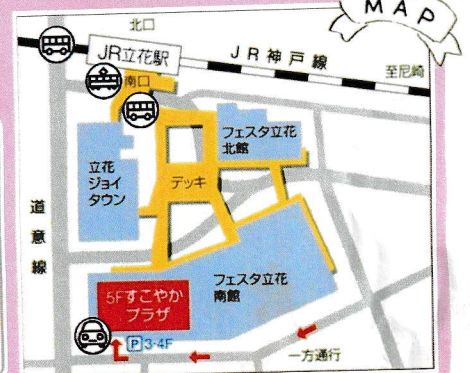 MAP
北口
JR立花駅
JR神戸線
至尼崎
南口
フェスタ立花
北館
立花
ジョイ
タウン
デッキ
道意線
フェスタ立花
南館
5Fすこやか
プラザ
P 3・4F
一方通行